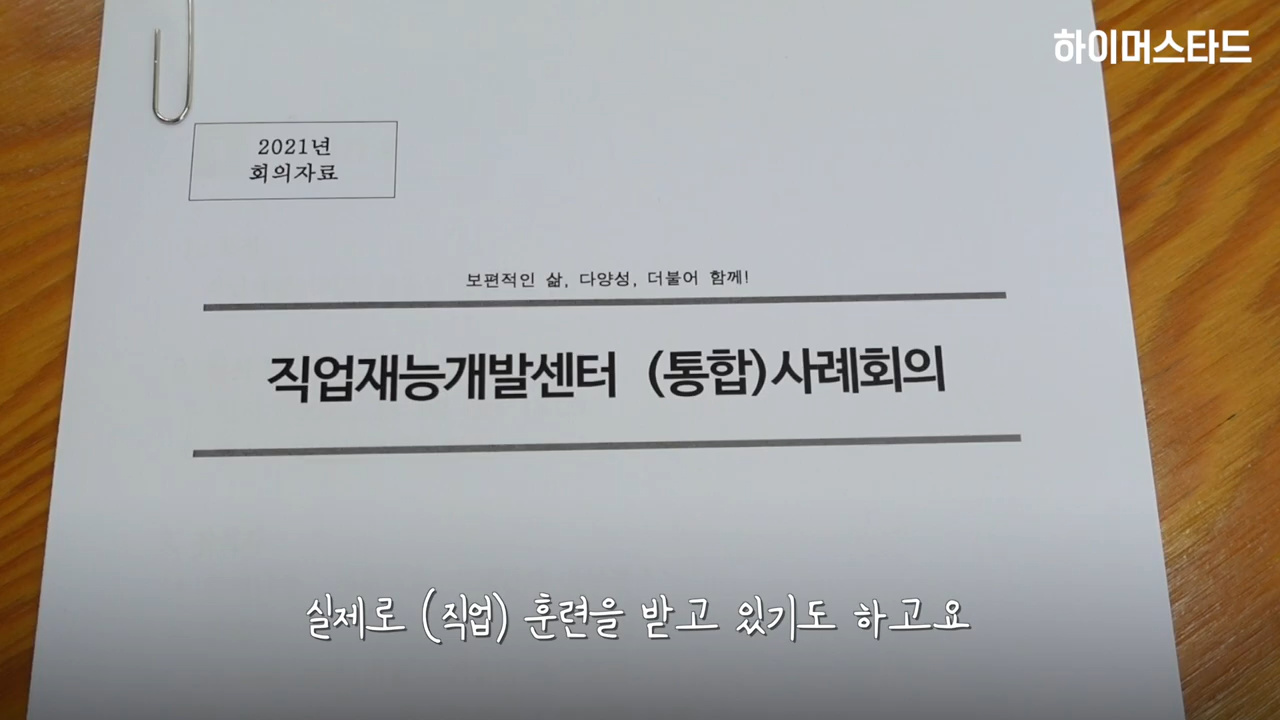 하이머스타드
2021년
회의자료
보편적인 삶, 다양성, 더불어 함께!
직업재능개발센터 (통합)사례회의
실제로 (직업) 훈련을 받고 있기도 하고요